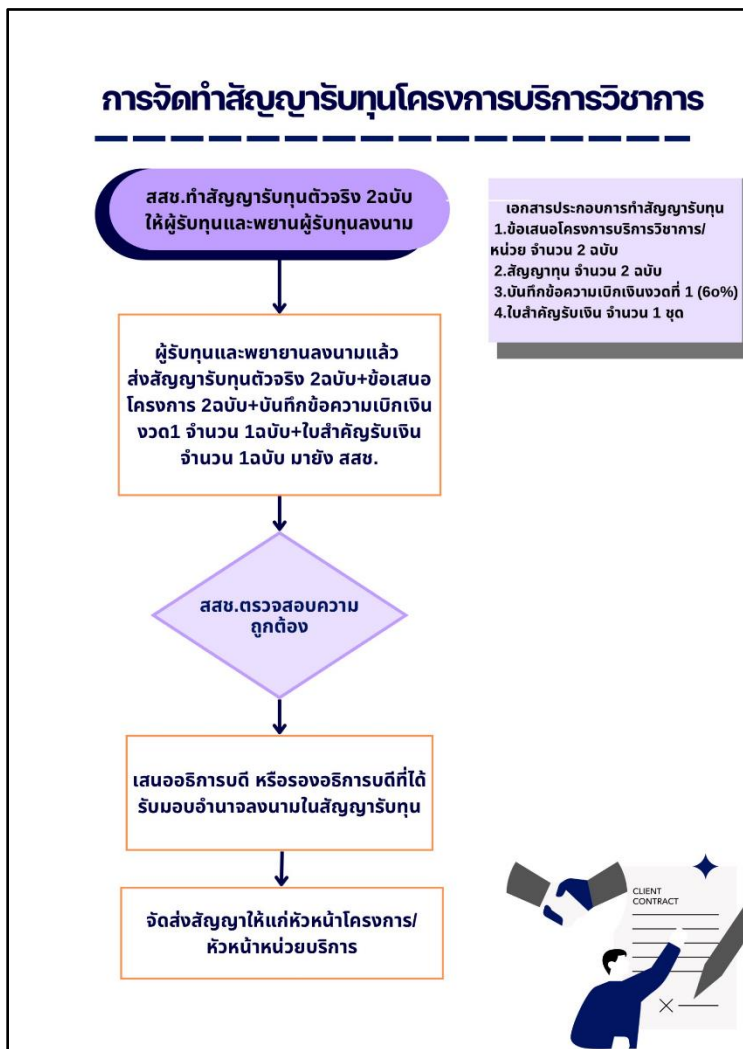 การจัดทำสัญญารับทุนโครงการบริการวิชาการ
สสช.ทำสัญญารับทุนตัวจริง 2ฉบับ
ให้ผู้รับทุนและพยานผู้รับทุนลงนาม
เอกสารประกอบการทำสัญญารับทุน
1.ข้อเสนอโครงการบริการวิชาการ/
หน่วย จำนวน 2 ฉบับ
2.สัญญาทุน จำนวน 2 ฉบับ
3.บันทึกข้อความเบิกเงินงวดที่ 1 (6o%)
4.ใบสำคัญรับเงิน จำนวน 1 ชุด
ผู้รับทุนและพยายานลงนามแล้ว
ส่งสัญญารับทุนตัวจริง 2ฉบับ+ข้อเสนอ
โครงการ 2ฉบับ+บันทึกข้อความเบิกเงิน
งวด1 จำนวน 1ฉบับ+ใบสำคัญรับเงิน
จำนวน 1ฉบับ มายัง สสช.
สสช.ตรวจสอบความ
ถูกต้อง
เสนออธิการบดี หรือรองอธิการบดีที่ได้
รับมอบอำนาจลงนามในสัญญารับทุน
จัดส่งสัญญาให้แก่หัวหน้าโครงการ/
หัวหน้าหน่วยบริการ
CLIENT
CONTRACT